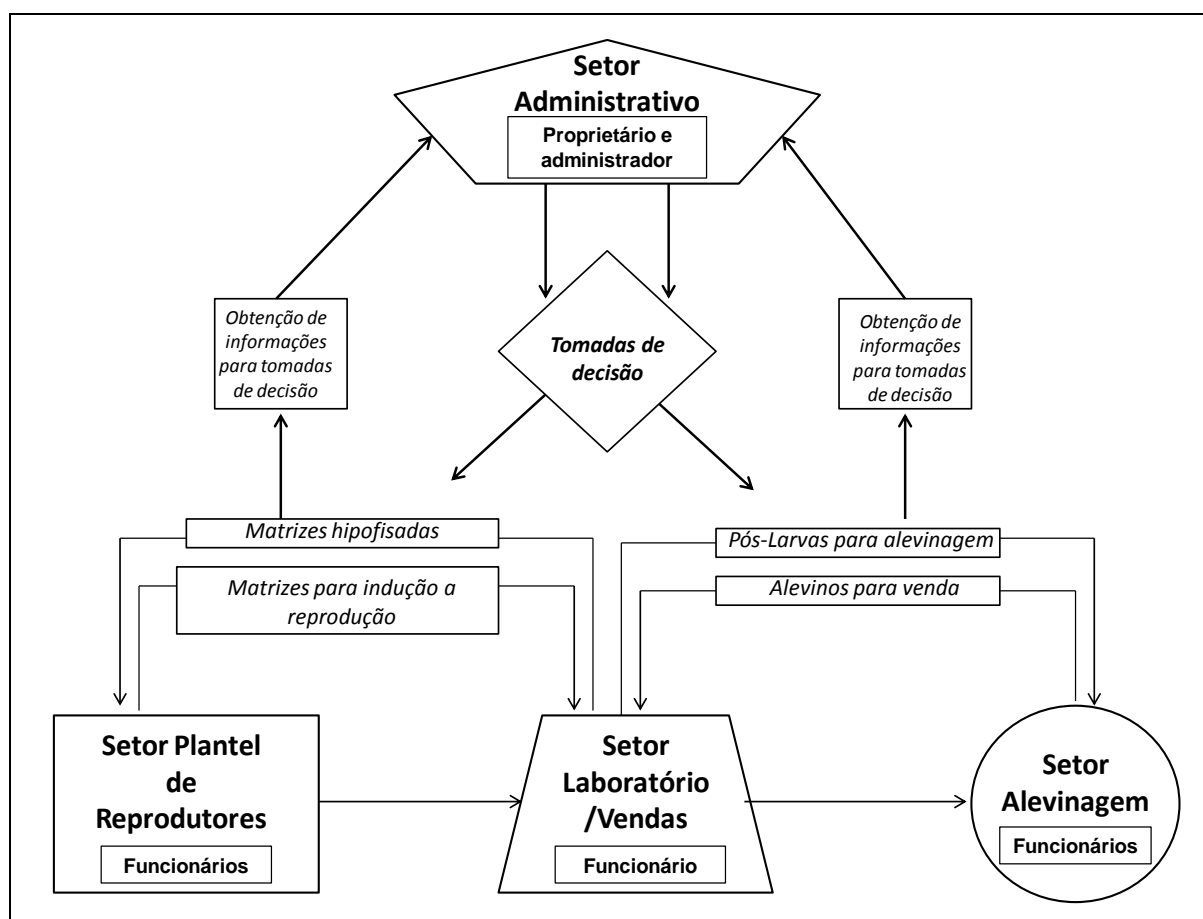 Setor
Administrativo
Proprietário e
administrador
Obtenção de
informações
para tomadas
de decisão
Tomadas de
decisão
Obtenção de
informações
para tomadas
de decisão
Matrizes hipofisadas
Pós-Larvas para alevinagem
Matrizes para indução a
reprodução
Alevinos para venda
Setor Plantel
de
Reprodutores
Funcionários
Setor
Laboratório
/Vendas
Funcionário
Setor
Alevinagem
Funcionários